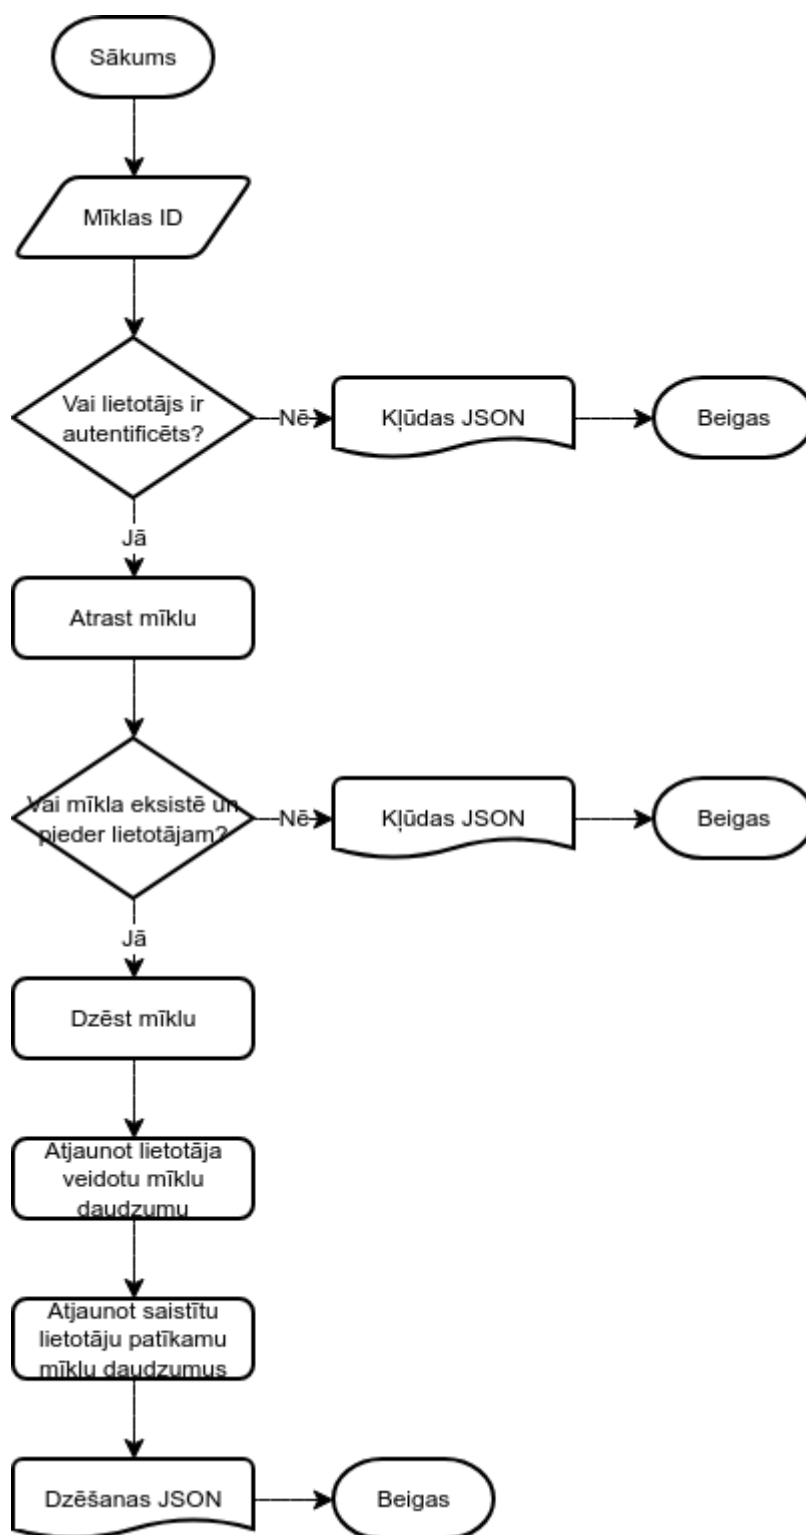 Sākums
Mīklas ID
Vai lietotājs ir
autentificēts?
Nē
Kļūdas JSON
Beigas
Jā
Atrast mīklu
Vai mīkla eksistē un
pieder lietotājam?
Nē
Kļūdas JSON
Beigas
Jā
Dzēst mīklu
Atjaunot lietotāja
veidotu mīklu
daudzumu
Atjaunot saistītu
lietotāju patīkamu
mīklu daudzumus
Dzēšanas JSON
Beigas